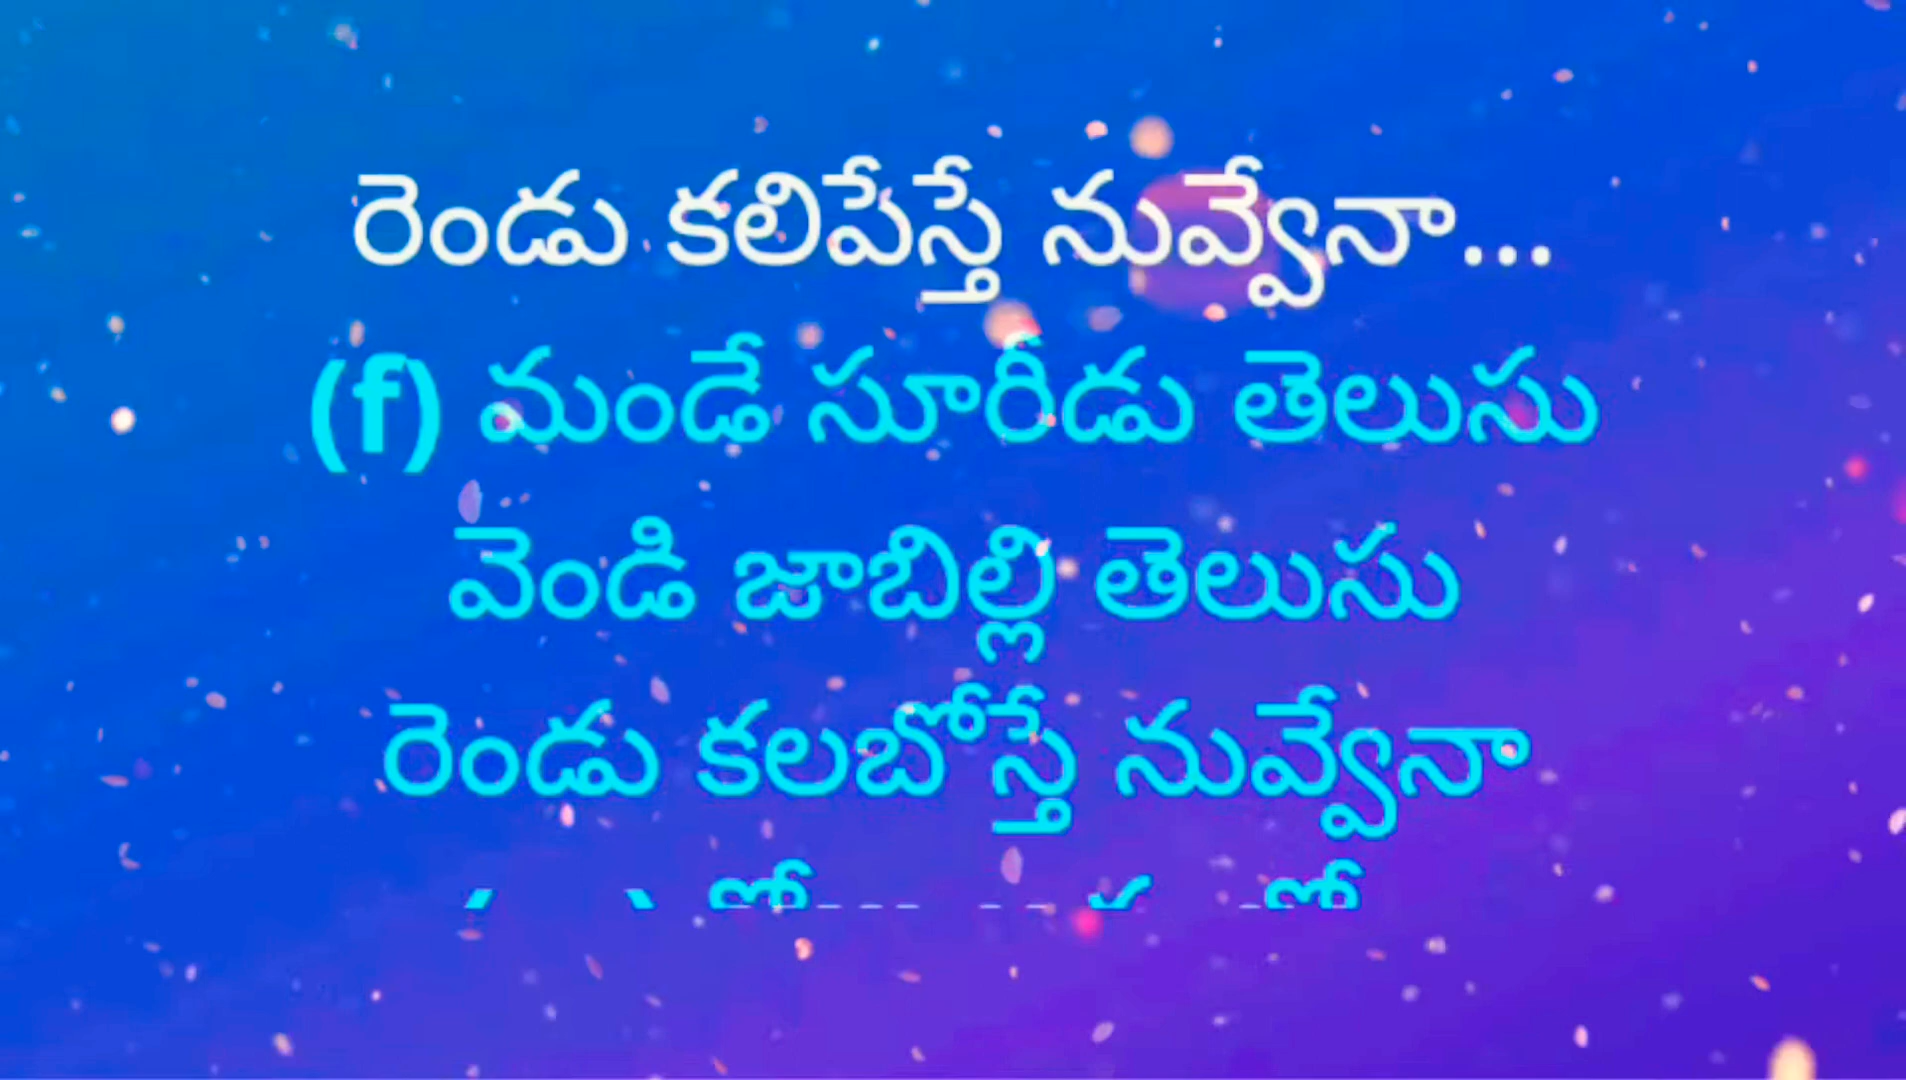 రెండు కలిపేస్తే నువ్వేనా...
(f) మండే సూరీడు తెలుసు
వెండి జాబిల్లి తెలుసు
రెండు కలబోస్తే నువ్వేనా